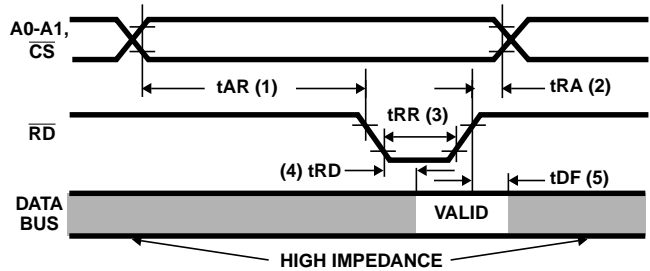 A0-A1,
CS
tAR (1)
tRA (2)
tRR (3)
RD
(4) tRD
tDF (5)
DATA
BUS
VALID
HIGH IMPEDANCE